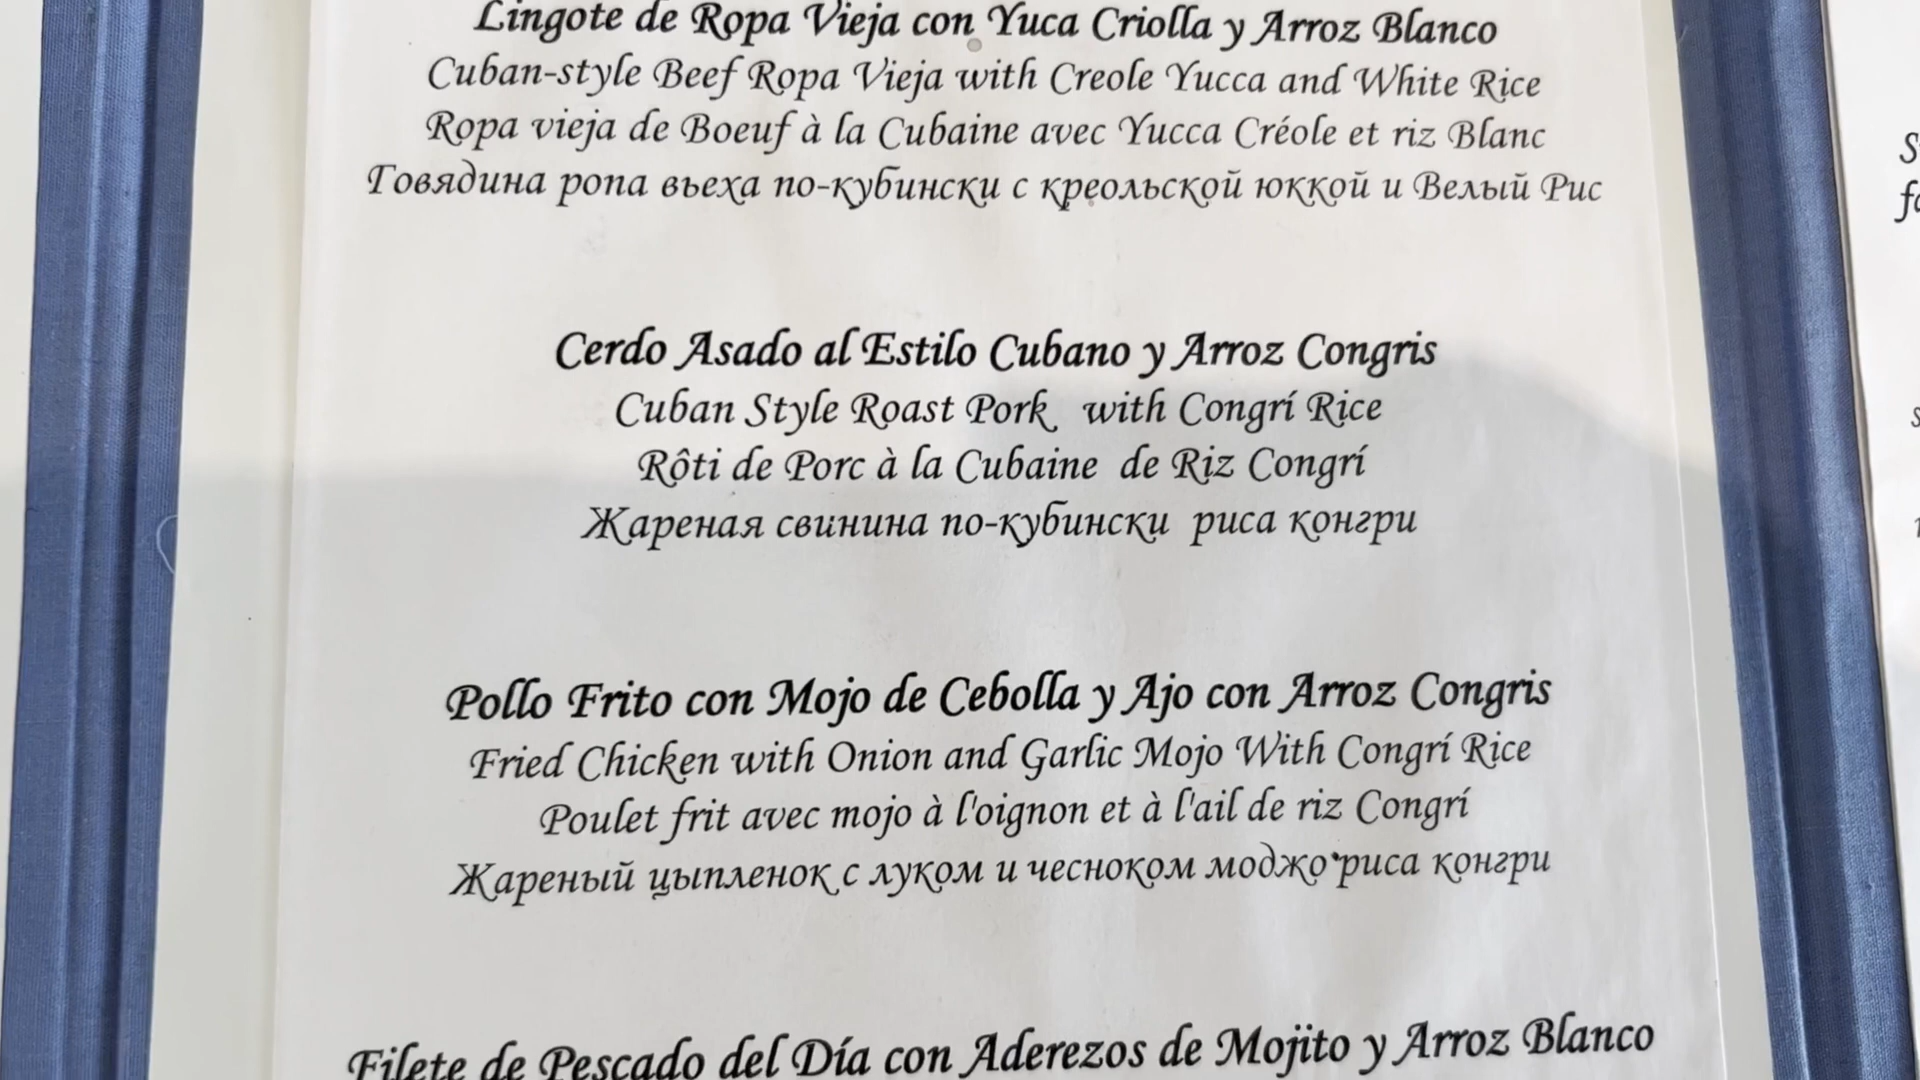 Lingote de Ropa Vieja con Yuca Criolla y Arroz Blanco
Cuban-style Beef Ropa Vieja with Creole Yucca and White Rice
Ropa vieja de Boeuf à la Cubaine avec Yucca Créole et riz Blanc
Говядина ропа вьеха по-кубински с креольской юккой и Белый Рис
Cerdo Asado al Estilo Cubano y Arroz Congris
Cuban Style Roast Pork with Congrí Rice
Rôti de Porc à la Cubaine de Riz Congrí
Жареная свинина по-кубински риса конгри
Pollo Frito con Mojo de Cebolla y Ajo con Arroz Congris
Fried Chicken with Onion and Garlic Mojo With Congrí Rice
Poulet frit avec mojo à l'oignon et à l'ail de riz Congrí
Жареный цыпленок с луком и чесноком моджо риса конгри
Filete de Pescado del Día con Aderezos de Mojito y Arroz Blanco